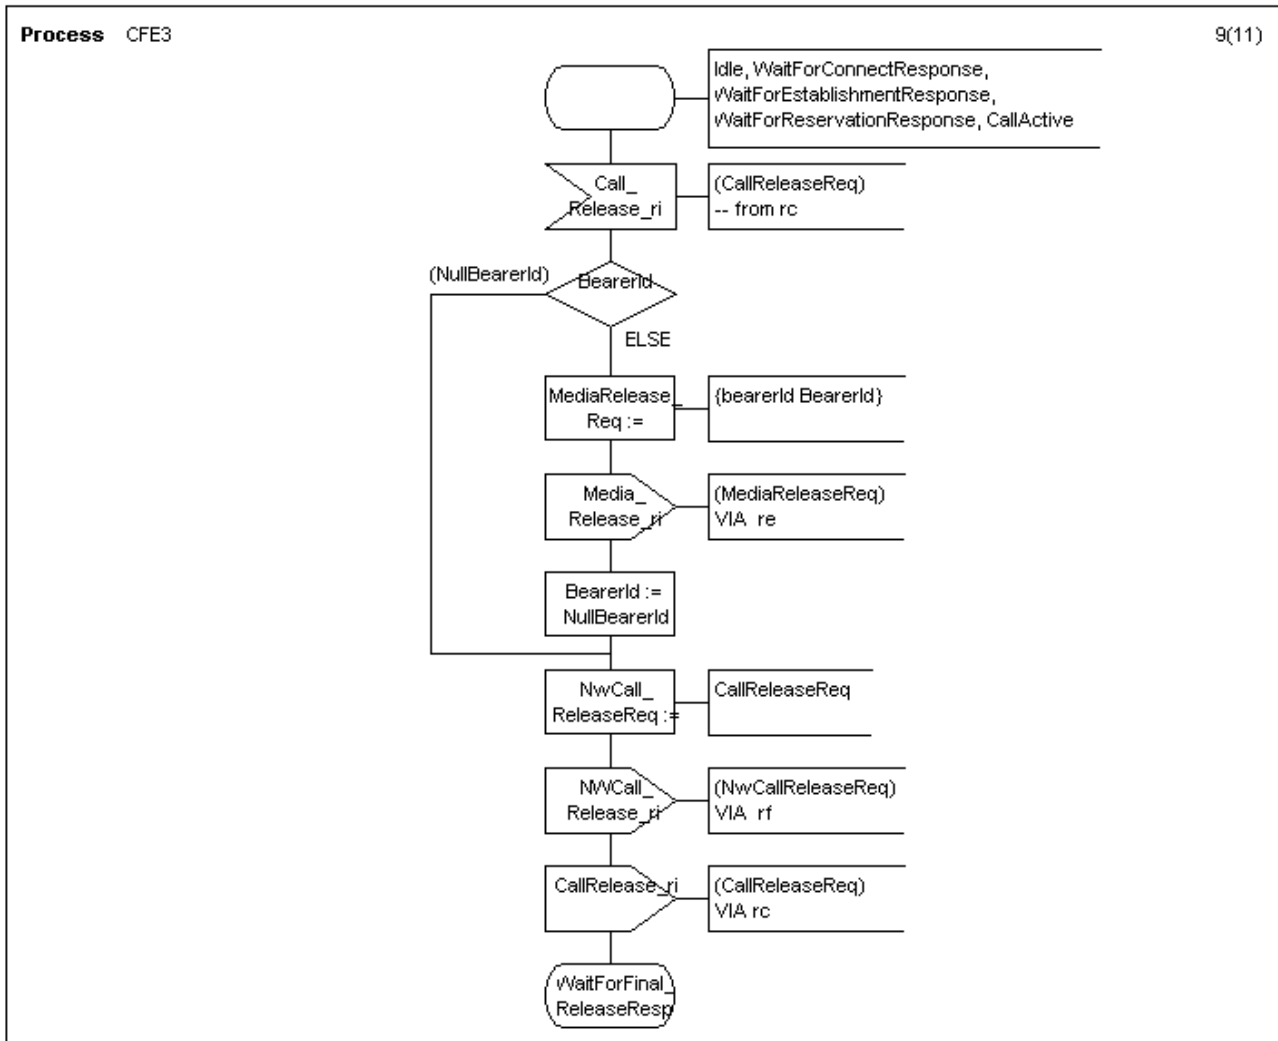 Process CFE3 9(11)
Idle, WaitForConnectResponse,
WaitForEstablishmentResponse,
WaitForReservationResponse, CallActive
Call_
Release_ri
(CallReleaseReq)
-- from rc
(NullBearerId)
BearerId
ELSE
MediaRelease_
Req :=
{bearerId BearerId}
Media_
Release_ri
(MediaReleaseReq)
VIA re
BearerId :=
NullBearerId
NwCall_
ReleaseReq :=
CallReleaseReq
NWCall_
Release_ri
(NwCallReleaseReq)
VIA rf
CallRelease_ri
(CallReleaseReq)
VIA rc
WaitForFinal_
ReleaseResp